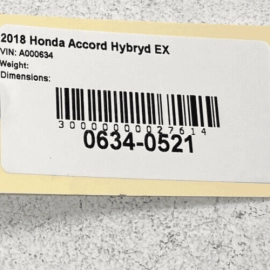 2018 Honda Accord Hybryd EX
VIN: A000634
Weight:
Dimensions:
30000000027614
0634-0521